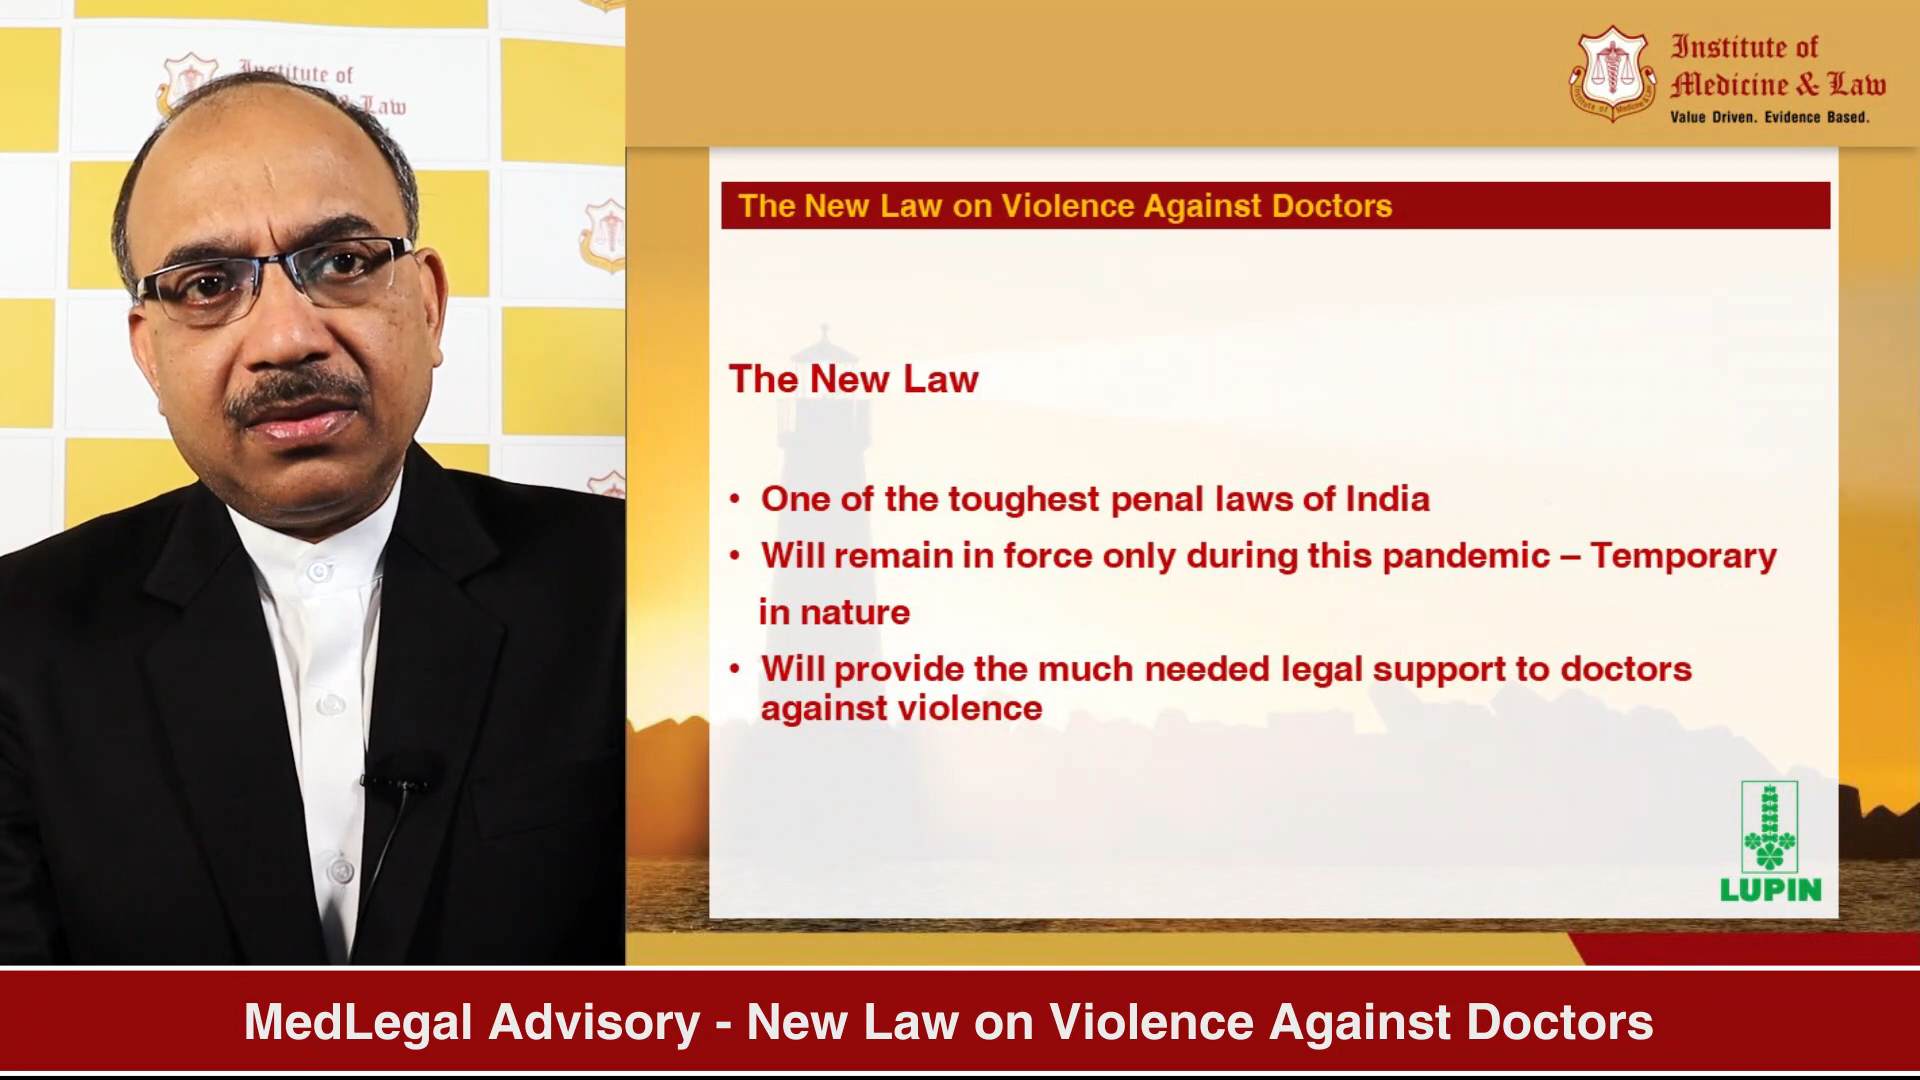 Institute of
& Law
Institute of
Medicine & Law
Value Driven. Evidence Based.
The New Law on Violence Against Doctors
The New Law
• One of the toughest penal laws of India
• Will remain in force only during this pandemic – Temporary
in nature
• Will provide the much needed legal support to doctors
against violence
LUPIN
MedLegal Advisory - New Law on Violence Against Doctors